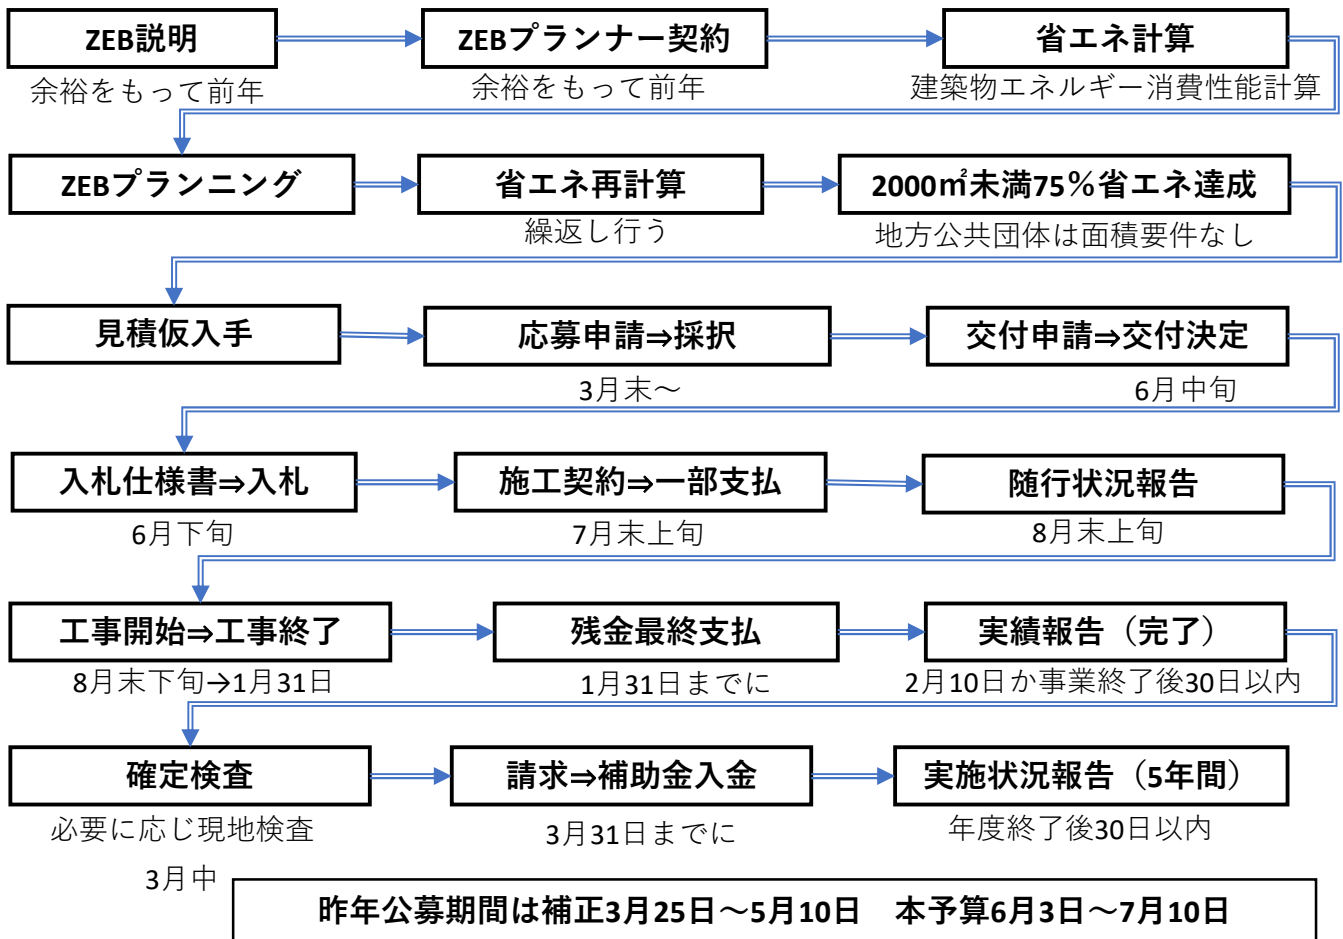 ZEB説明
ZEBプランナー契約
省エネ計算
余裕をもって前年
余裕をもって前年
建築物エネルギー消費性能計算
ZEBプランニング
省エネ再計算
2000㎡未満75%省エネ達成
繰返し行う
地方公共団体は面積要件なし
見積仮入手
応募申請⇒採択
交付申請⇒交付決定
3月末～
6月中旬
入札仕様書⇒入札
施工契約⇒一部支払
随行状況報告
6月下旬
7月末上旬
8月末上旬
工事開始⇒工事終了
残金最終支払
実績報告（完了）
8月末下旬→1月31日
1月31日までに
2月10日か事業終了後30日以内
確定検査
請求⇒補助金入金
実施状況報告（5年間）
必要に応じ現地検査
3月31日までに
年度終了後30日以内
3月中
昨年公募期間は補正3月25日～5月10日　本予算6月3日～7月10日